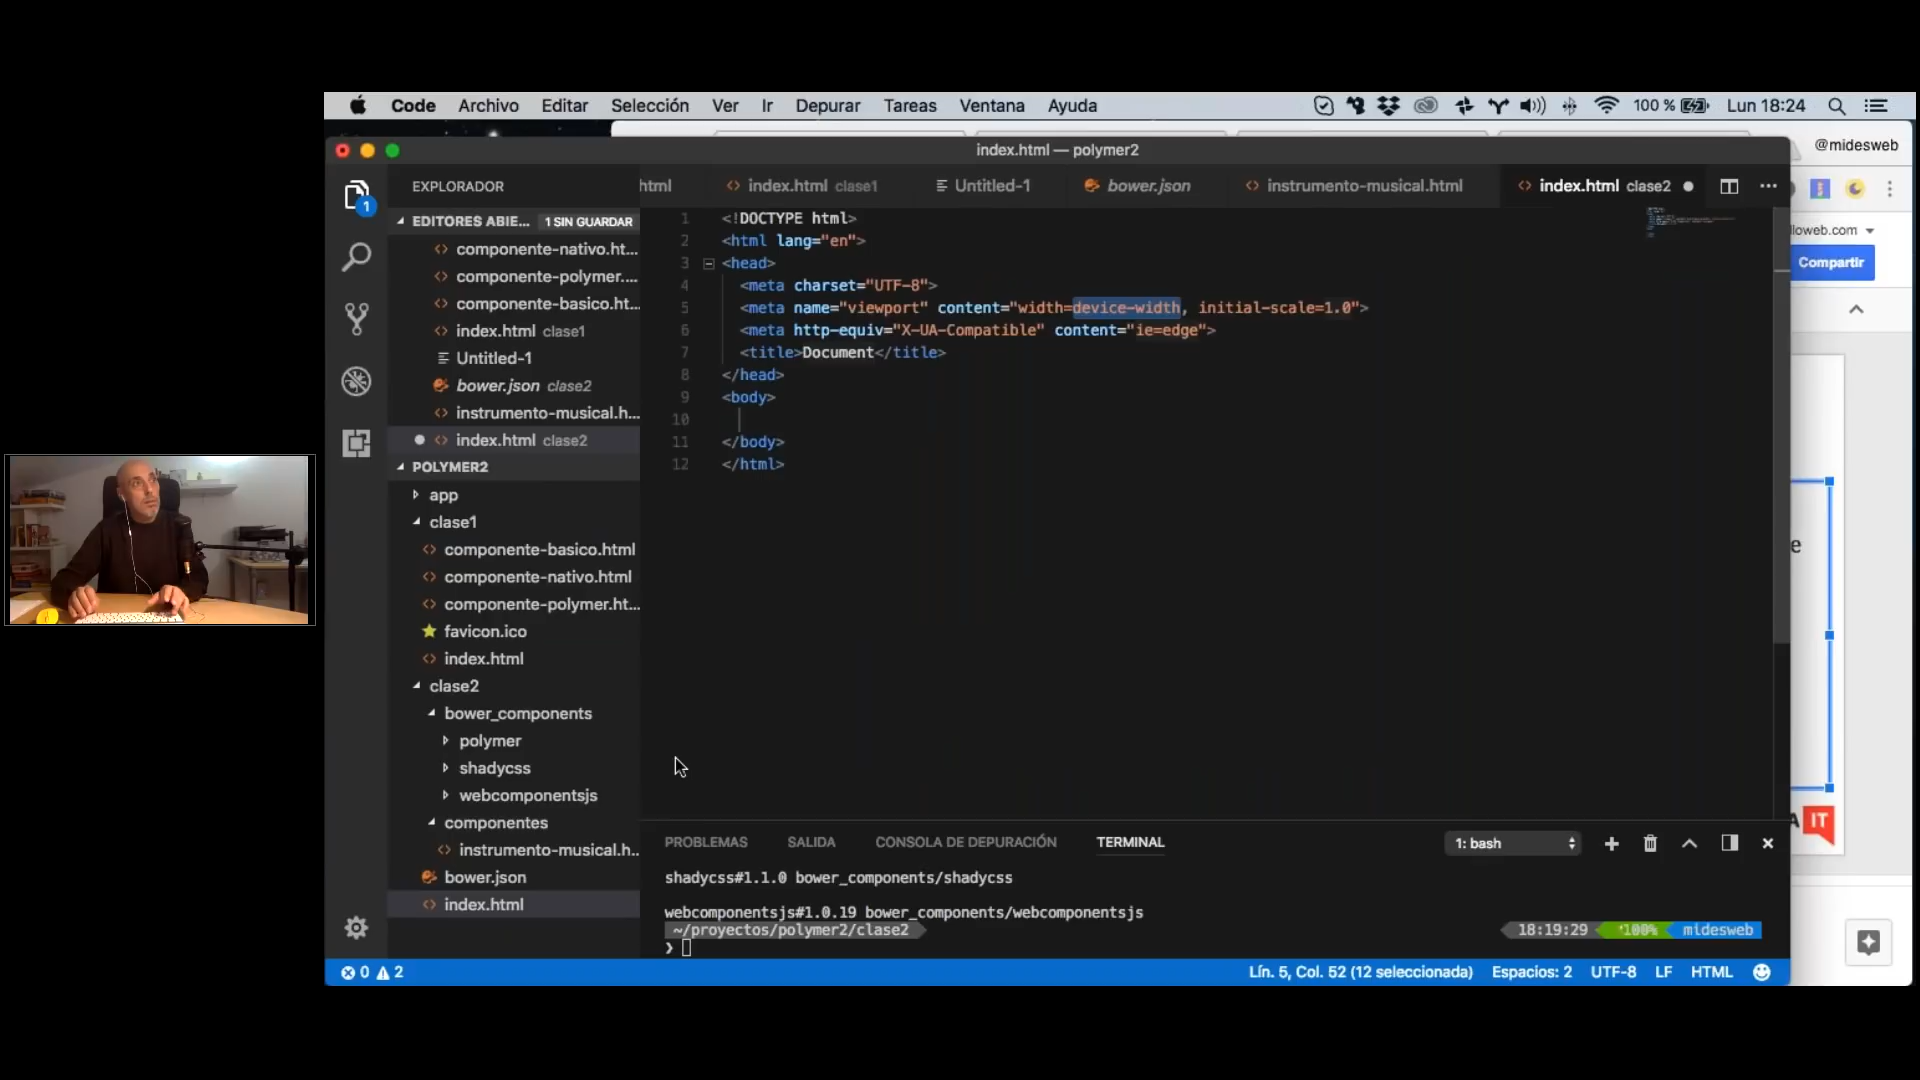 Code Archivo Editar Selección Ver Ir Depurar Tareas Ventana Ayuda 100 % Lun 18:24
index.html — polymer2
@midesweb
EXPLORADOR
html index.html clase1 Untitled-1 bower.json instrumento-musical.html index.html clase2
1
EDITORES ABIE... 1 SIN GUARDAR
componente-nativo.ht...
componente-polymer....
componente-basico.ht...
index.html clase1
Untitled-1
bower.json clase2
instrumento-musical.h...
index.html clase2
POLYMER2
app
clase1
componente-basico.html
componente-nativo.html
componente-polymer.ht...
favicon.ico
index.html
clase2
bower_components
polymer
shadycss
webcomponentsjs
componentes
instrumento-musical.h..
bower.json
index.html
1 <!DOCTYPE html>
2 <html lang="en">
3 <head>
4 <meta charset="UTF-8">
5 <meta name="viewport" content="width=device-width, initial-scale=1.0">
6 <meta http-equiv="X-UA-Compatible" content="ie=edge">
7 <title>Document</title>
8 </head>
9 <body>
10
11 </body>
12 </html>
lloweb.com
Compartir
e
A IT
PROBLEMAS SALIDA CONSOLA DE DEPURACIÓN TERMINAL 1: bash
shadycss#1.1.0 bower_components/shadycss
webcomponentsjs#1.0.19 bower_components/webcomponentsjs
~/proyectos/polymer2/clase2 18:19:29 100% midesweb
❯
0 2 Lín. 5, Col. 52 (12 seleccionada) Espacios: 2 UTF-8 LF HTML